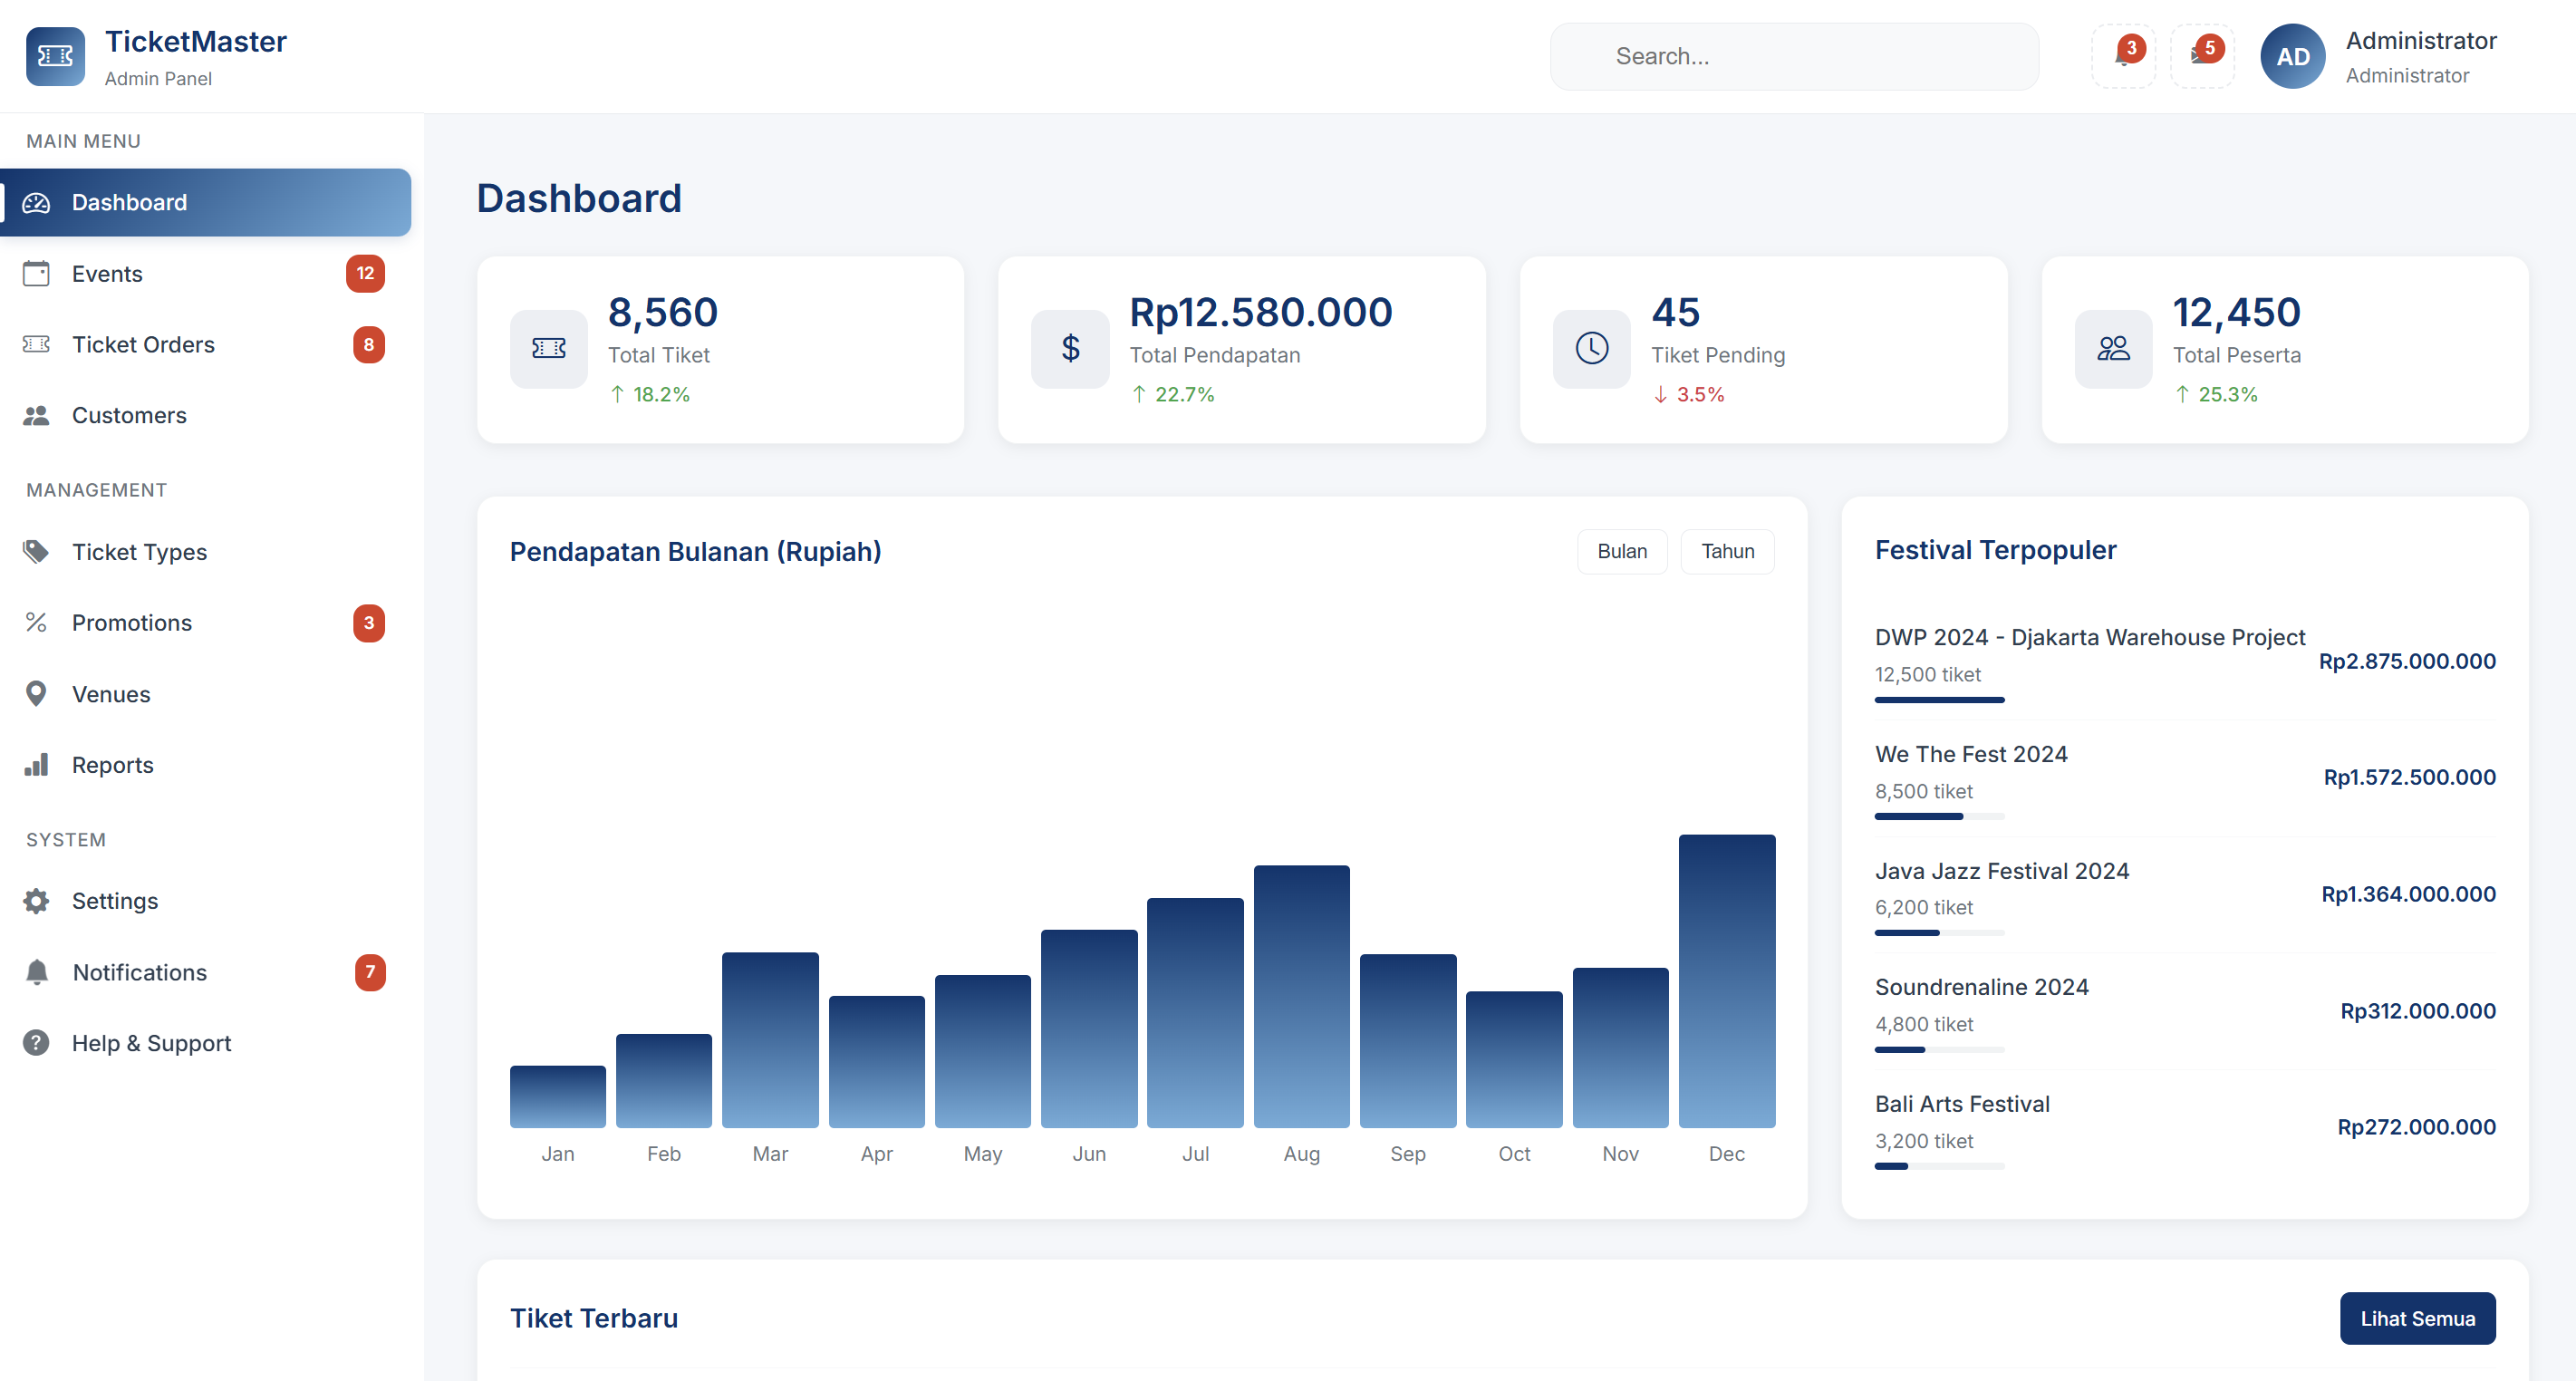 TicketMaster
Admin Panel
Search...
3
5
AD
Administrator
Administrator
MAIN MENU
Dashboard
Events
12
Ticket Orders
8
Customers
MANAGEMENT
Ticket Types
Promotions
3
Venues
Reports
SYSTEM
Settings
Notifications
7
Help & Support
Dashboard
8,560
Total Tiket
↑ 18.2%
Rp12.580.000
Total Pendapatan
↑ 22.7%
45
Tiket Pending
↓ 3.5%
12,450
Total Peserta
↑ 25.3%
Pendapatan Bulanan (Rupiah)
Bulan
Tahun
Jan Feb Mar Apr May Jun Jul Aug Sep Oct Nov Dec
Festival Terpopuler
DWP 2024 - Djakarta Warehouse Project
12,500 tiket
Rp2.875.000.000
We The Fest 2024
8,500 tiket
Rp1.572.500.000
Java Jazz Festival 2024
6,200 tiket
Rp1.364.000.000
Soundrenaline 2024
4,800 tiket
Rp312.000.000
Bali Arts Festival
3,200 tiket
Rp272.000.000
Tiket Terbaru
Lihat Semua